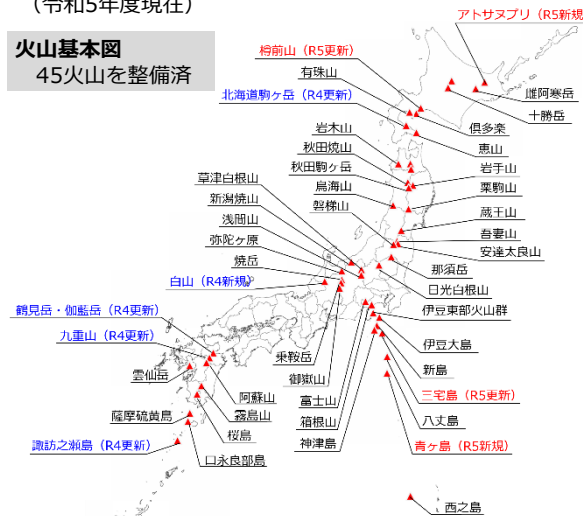 （令和5年度現在）
火山基本図
45火山を整備済
アトサヌプリ（R5新規
樽前山（R5更新）
有珠山
北海道駒ヶ岳（R4更新）
雌阿寒岳
十勝岳
倶多楽
恵山
岩木山
秋田焼山
秋田駒ヶ岳
鳥海山
磐梯山
岩手山
栗駒山
蔵王山
吾妻山
安達太良山
那須岳
日光白根山
草津白根山
新潟焼山
浅間山
弥陀ヶ原
焼岳
白山（R4新規）
鶴見岳・伽藍岳（R4更新）
九重山（R4更新）
雲仙岳
伊豆東部火山群
伊豆大島
新島
三宅島（R5更新）
八丈島
青ヶ島（R5新規）
乗鞍岳
御嶽山
富士山
箱根山
神津島
阿蘇山
霧島山
桜島
薩摩硫黄島
諏訪之瀬島（R4更新）
口永良部島
西之島